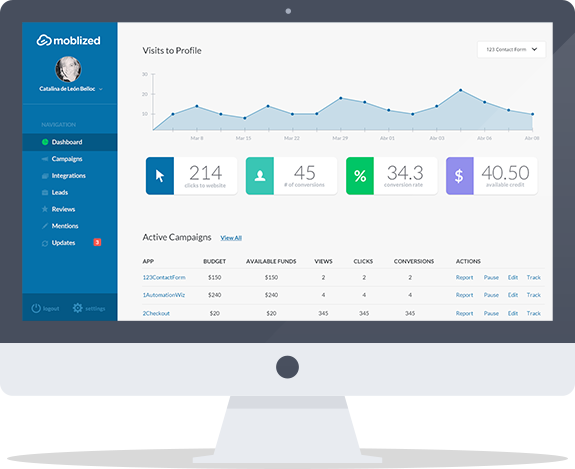 moblized
Visits to Profile
123 Contact Form
Catalina de León Belloc
30
20
10
Mar 8
Mar 15
Mar 22
Mar 29
Abr 01
Abr 05
Abr 06
Abr 08
NAVIGATION
Dashboard
Campaigns
Integrations
Leads
Reviews
Mentions
Updates 3
214
clicks to website
45
# of conversions
%
34.3
conversion rate
$
40.50
available credit
Active Campaigns View All
APP BUDGET AVAILABLE FUNDS VIEWS CLICKS CONVERSIONS ACTIONS
123ContactForm $150 $150 2 2 2 Report Pause Edit Track
1AutomationWiz $240 $240 4 4 4 Report Pause Edit Track
2Checkout $20 $20 345 345 345 Report Pause Edit Track
logout settings